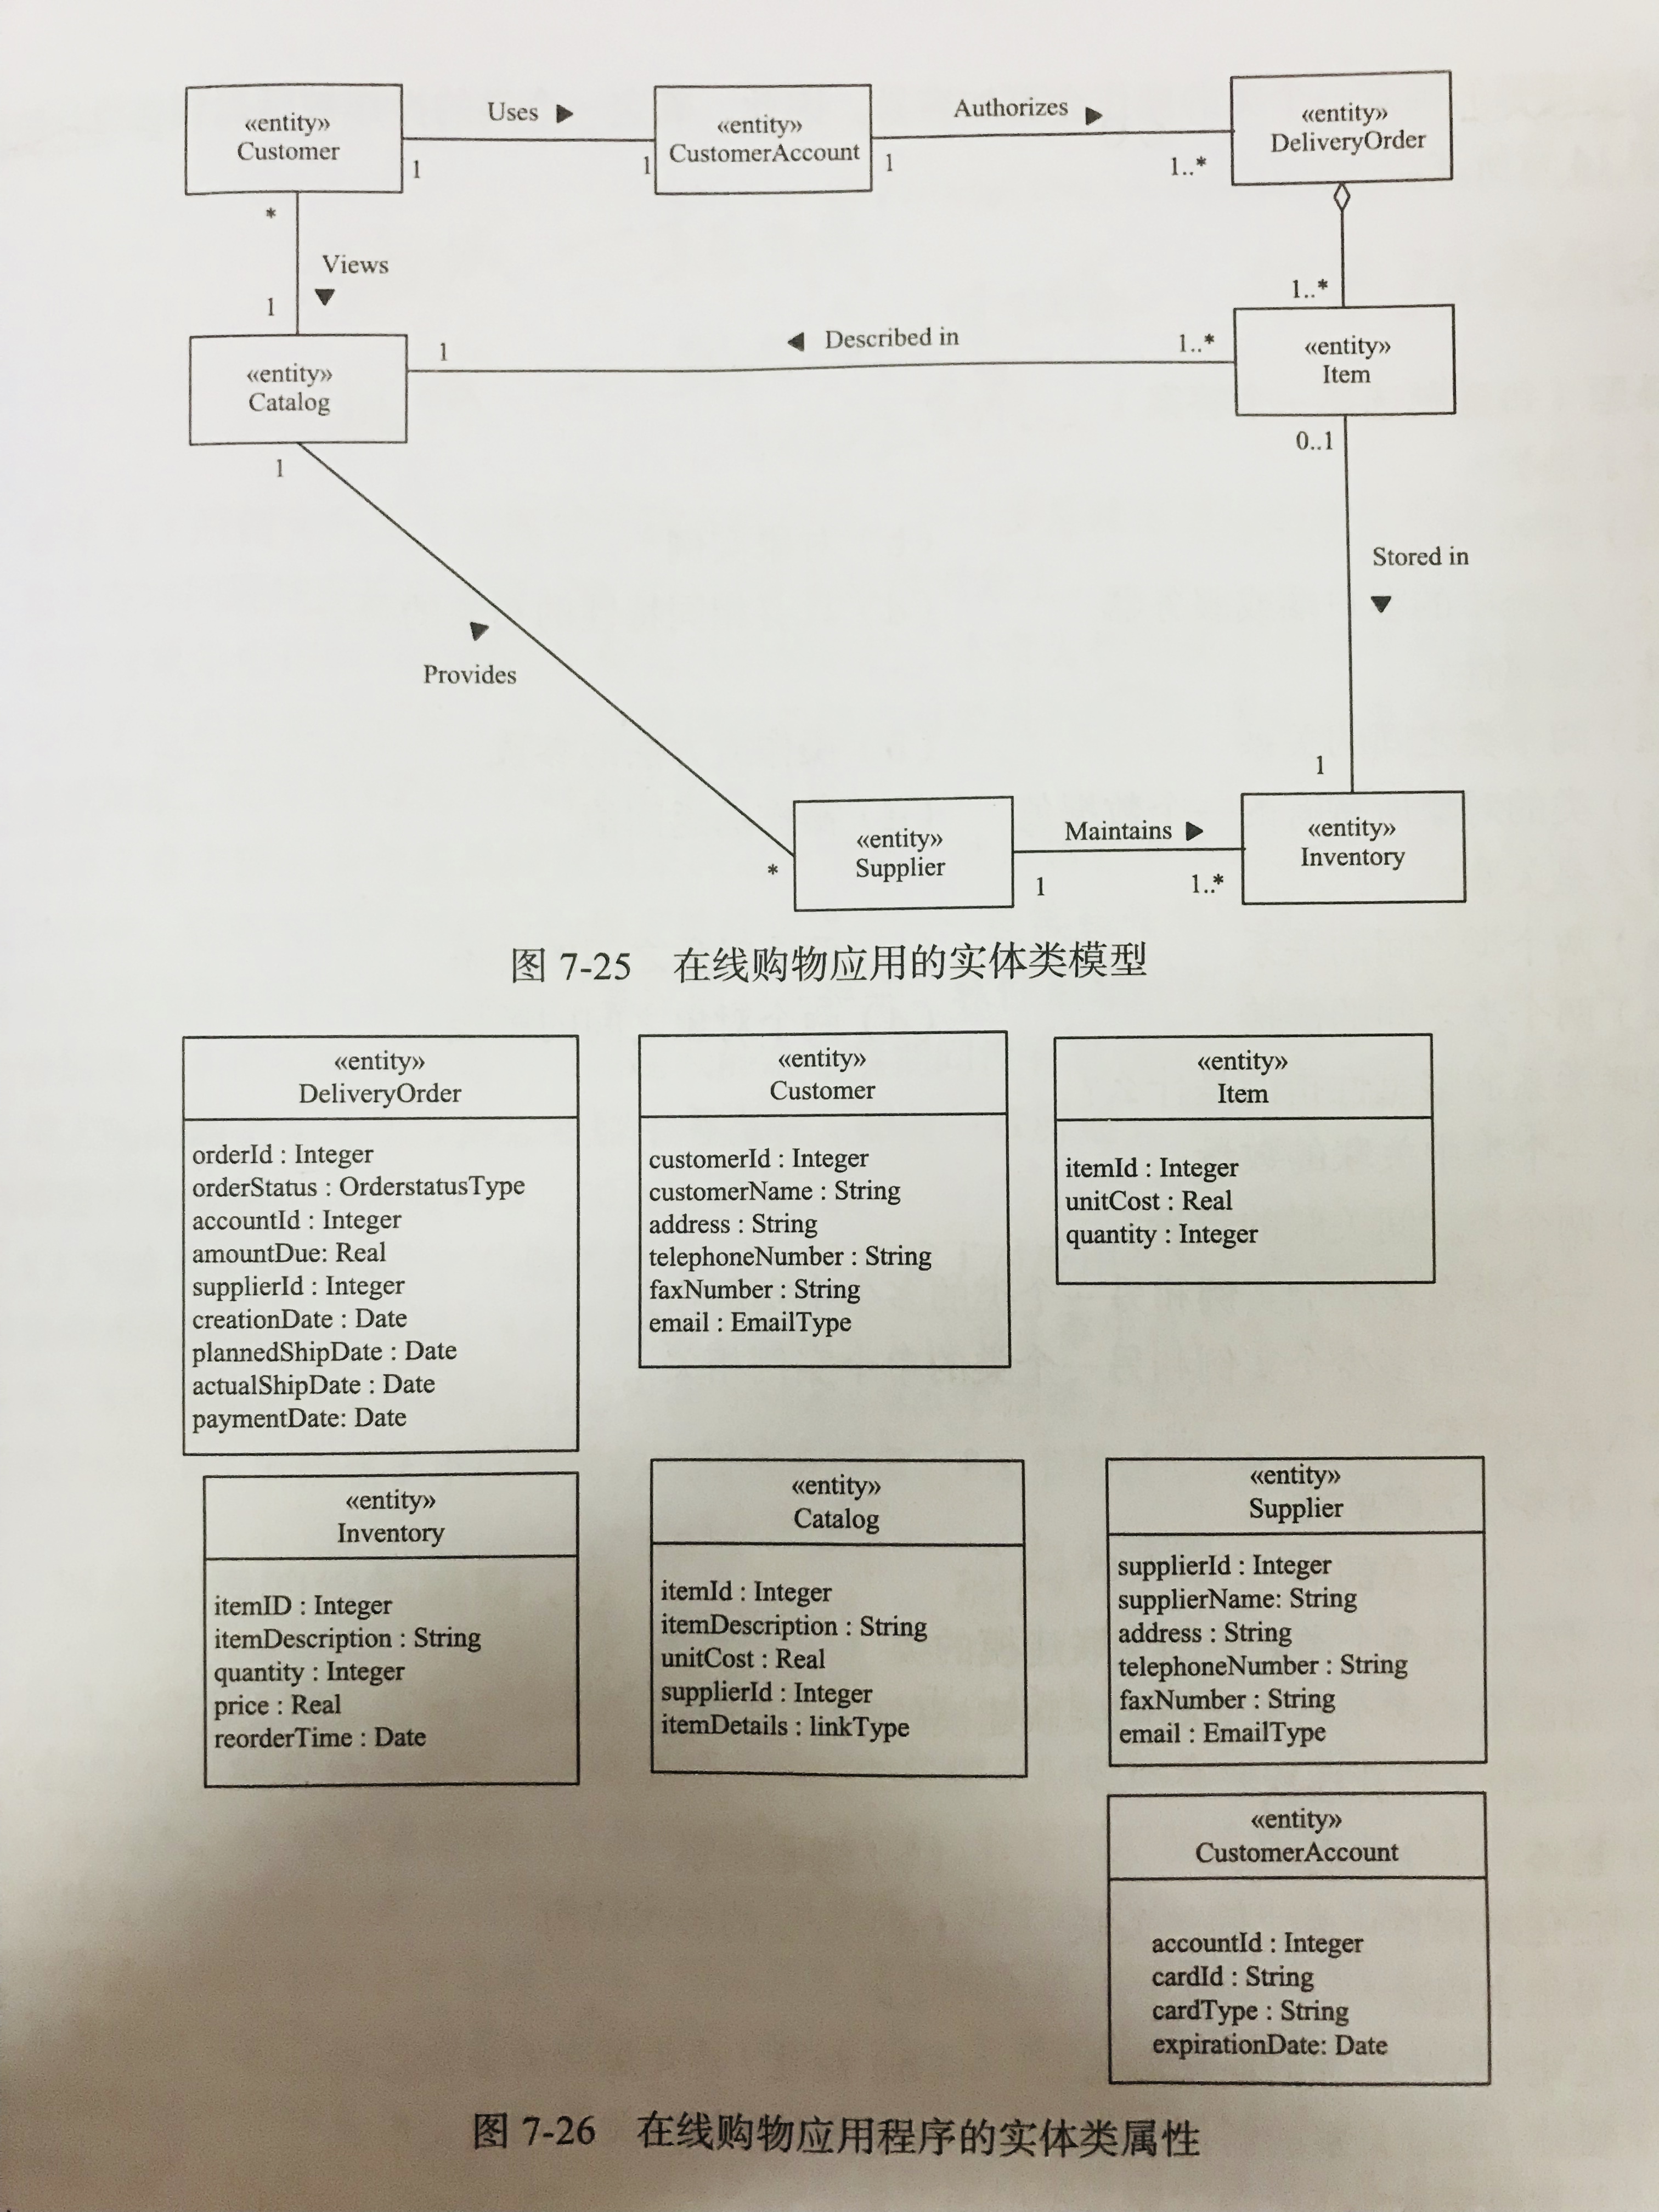 «entity»
Customer
Uses ▶
1
1
«entity»
CustomerAccount
Authorizes ▶
1
1..*
«entity»
DeliveryOrder
*
Views
▼
1
1..*
«entity»
Catalog
1
◀ Described in
1..*
«entity»
Item
1
0..1
Stored in
▼
Provides
1
*
«entity»
Supplier
Maintains ▶
1
1..*
«entity»
Inventory
图 7-25 在线购物应用的实体类模型
«entity»
DeliveryOrder
orderId : Integer
orderStatus : OrderstatusType
accountId : Integer
amountDue: Real
supplierId : Integer
creationDate : Date
plannedShipDate : Date
actualShipDate : Date
paymentDate: Date
«entity»
Customer
customerId : Integer
customerName : String
address : String
telephoneNumber : String
faxNumber : String
email : EmailType
«entity»
Item
itemId : Integer
unitCost : Real
quantity : Integer
«entity»
Inventory
itemID : Integer
itemDescription : String
quantity : Integer
price : Real
reorderTime : Date
«entity»
Catalog
itemId : Integer
itemDescription : String
unitCost : Real
supplierId : Integer
itemDetails : linkType
«entity»
Supplier
supplierId : Integer
supplierName: String
address : String
telephoneNumber : String
faxNumber : String
email : EmailType
«entity»
CustomerAccount
accountId : Integer
cardId : String
cardType : String
expirationDate: Date
图 7-26 在线购物应用程序的实体类属性